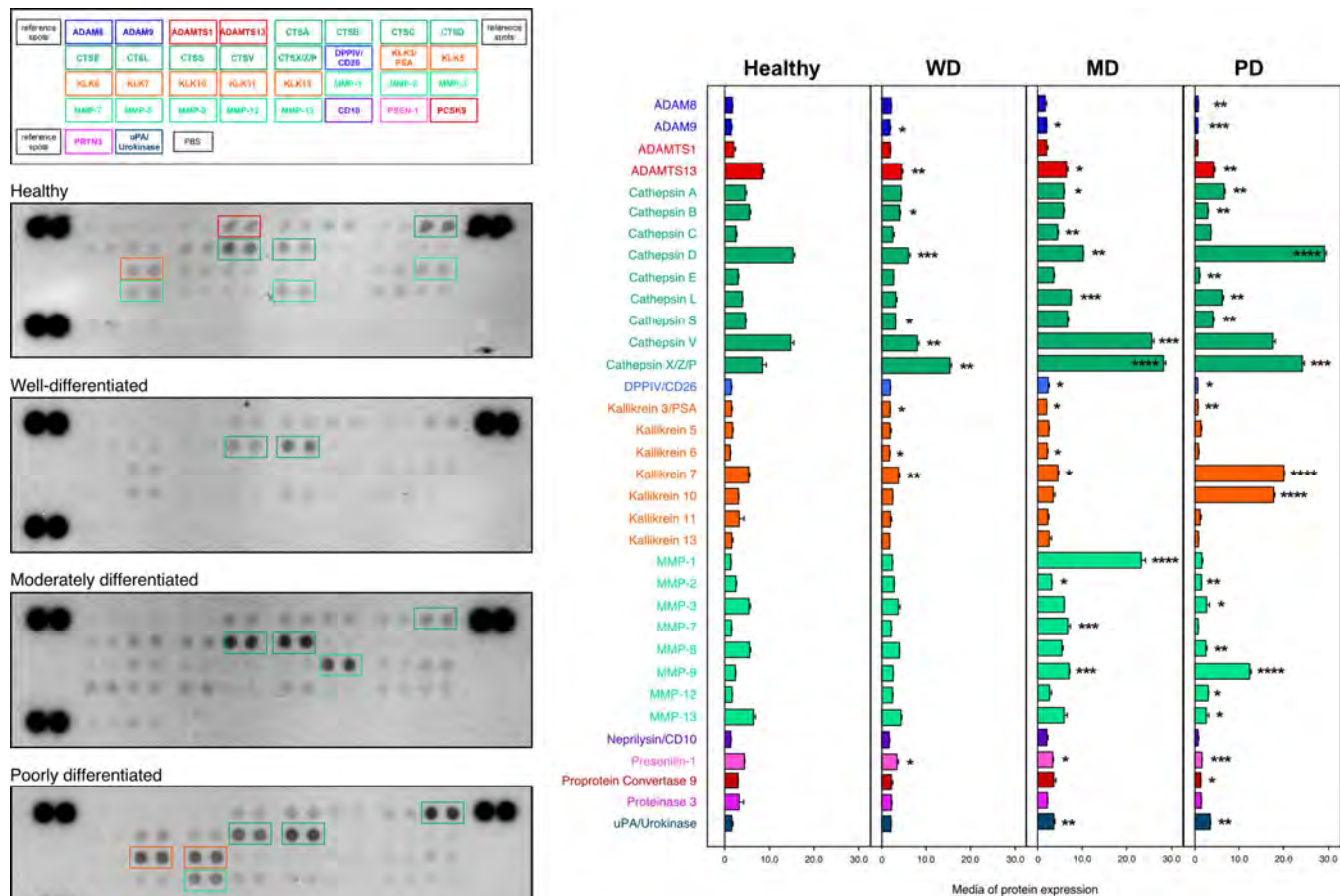 reference spots ADAM8 ADAM9 ADAMTS1 ADAMTS13 CTSA CTSB CTSC CTSD reference spots
CTSE CTSL CTSS CTSV CTSX/Z/P DPPIV/CD26 KLK3/PSA KLK5
KLK6 KLK7 KLK10 KLK11 KLK13 MMP-1 MMP-2 MMP-3
MMP-7 MMP-8 MMP-9 MMP-12 MMP-13 CD10 PSEN-1 PCSK9
reference spots PRTN3 uPA/Urokinase PBS
Healthy
Well-differentiated
Moderately differentiated
Poorly differentiated
Healthy WD MD PD
ADAM8 **
ADAM9 * * ***
ADAMTS1
ADAMTS13 ** * **
Cathepsin A * **
Cathepsin B * **
Cathepsin C **
Cathepsin D *** ** ****
Cathepsin E **
Cathepsin L *** **
Cathepsin S * **
Cathepsin V ** ***
Cathepsin X/Z/P ** **** ***
DPPIV/CD26 * *
Kallikrein 3/PSA * * **
Kallikrein 5
Kallikrein 6 * *
Kallikrein 7 ** * ****
Kallikrein 10 ****
Kallikrein 11
Kallikrein 13
MMP-1 ****
MMP-2 * **
MMP-3 *
MMP-7 ***
MMP-8 **
MMP-9 *** ****
MMP-12 *
MMP-13 *
Neprilysin/CD10
Presenilin-1 * * ***
Proprotein Convertase 9 *
Proteinase 3
uPA/Urokinase ** **
0 10.0 20.0 30.0 0 10.0 20.0 30.0 0 10.0 20.0 30.0 0 10.0 20.0 30.0
Media of protein expression